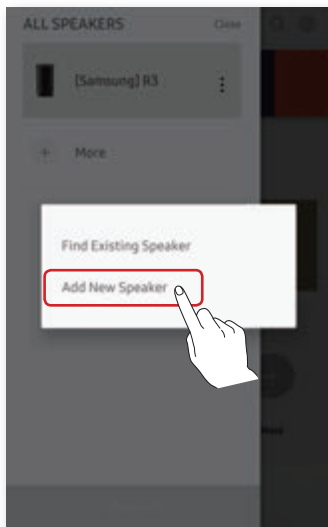 ALL SPEAKERS Close
[Samsung] R3
+ More
Find Existing Speaker
Add New Speaker